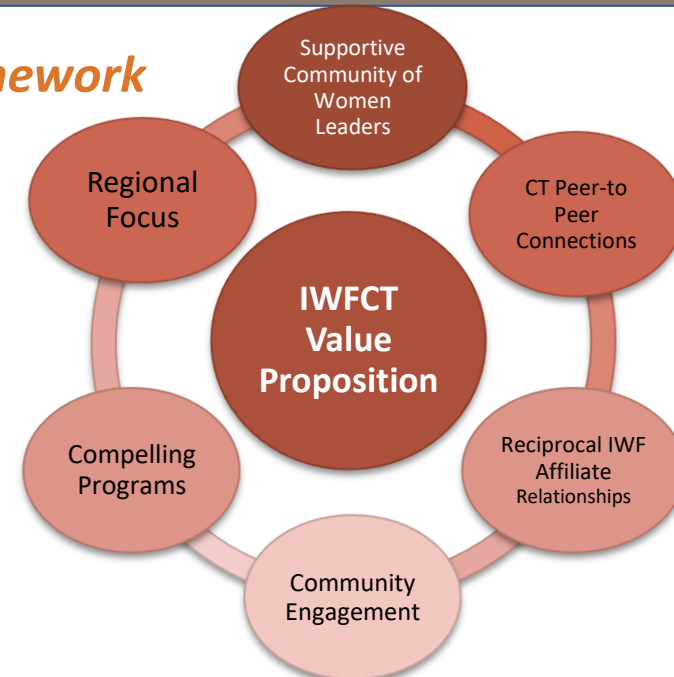 nework
Supportive
Community of
Women
Leaders
CT Peer-to
Peer
Connections
Reciprocal IWF
Affiliate
Relationships
Community
Engagement
Compelling
Programs
Regional
Focus
IWFCT
Value
Proposition